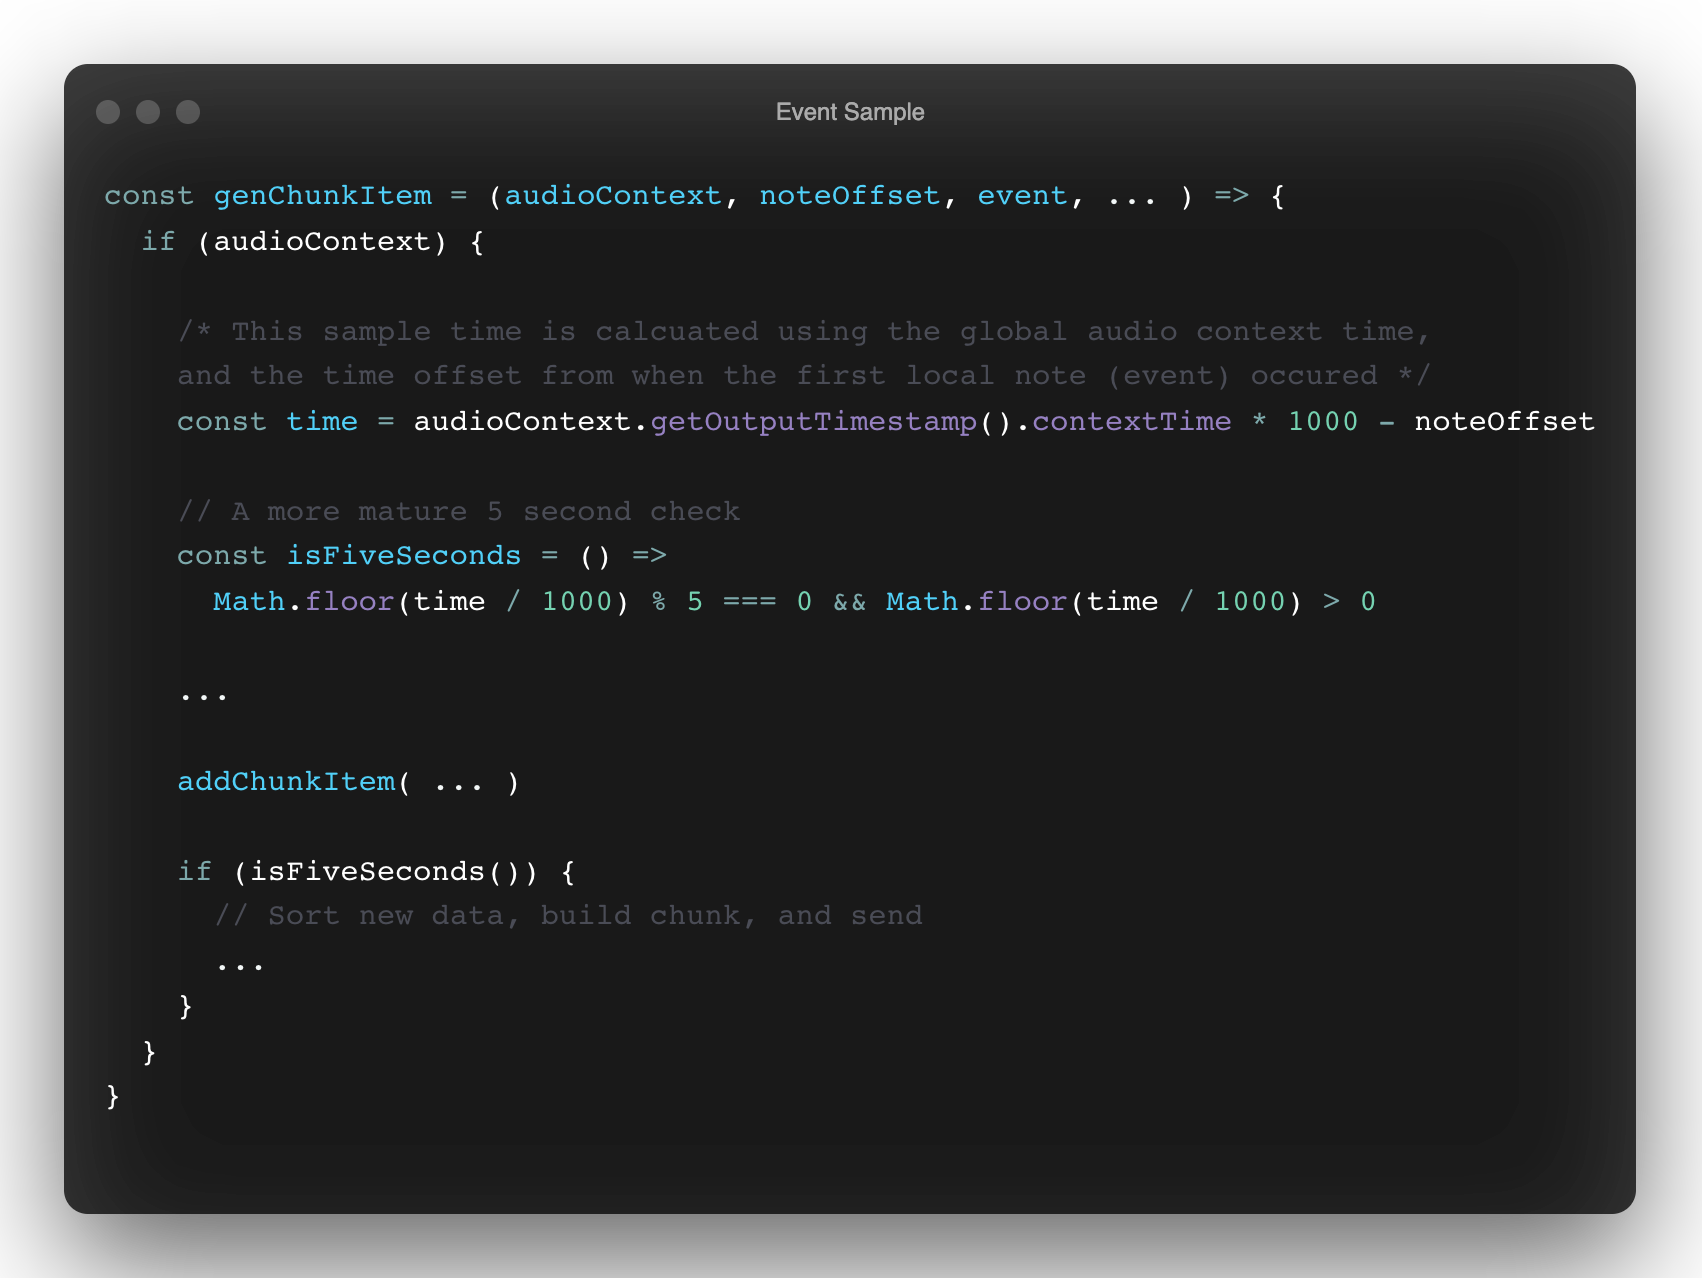 Event Sample
const genChunkItem = (audioContext, noteOffset, event, ... ) => {
  if (audioContext) {
    /* This sample time is calcuated using the global audio context time,
    and the time offset from when the first local note (event) occured */
    const time = audioContext.getOutputTimestamp().contextTime * 1000 - noteOffset
    // A more mature 5 second check
    const isFiveSeconds = () =>
      Math.floor(time / 1000) % 5 === 0 && Math.floor(time / 1000) > 0
    ...
    addChunkItem( ... )
    if (isFiveSeconds()) {
      // Sort new data, build chunk, and send
      ...
    }
  }
}